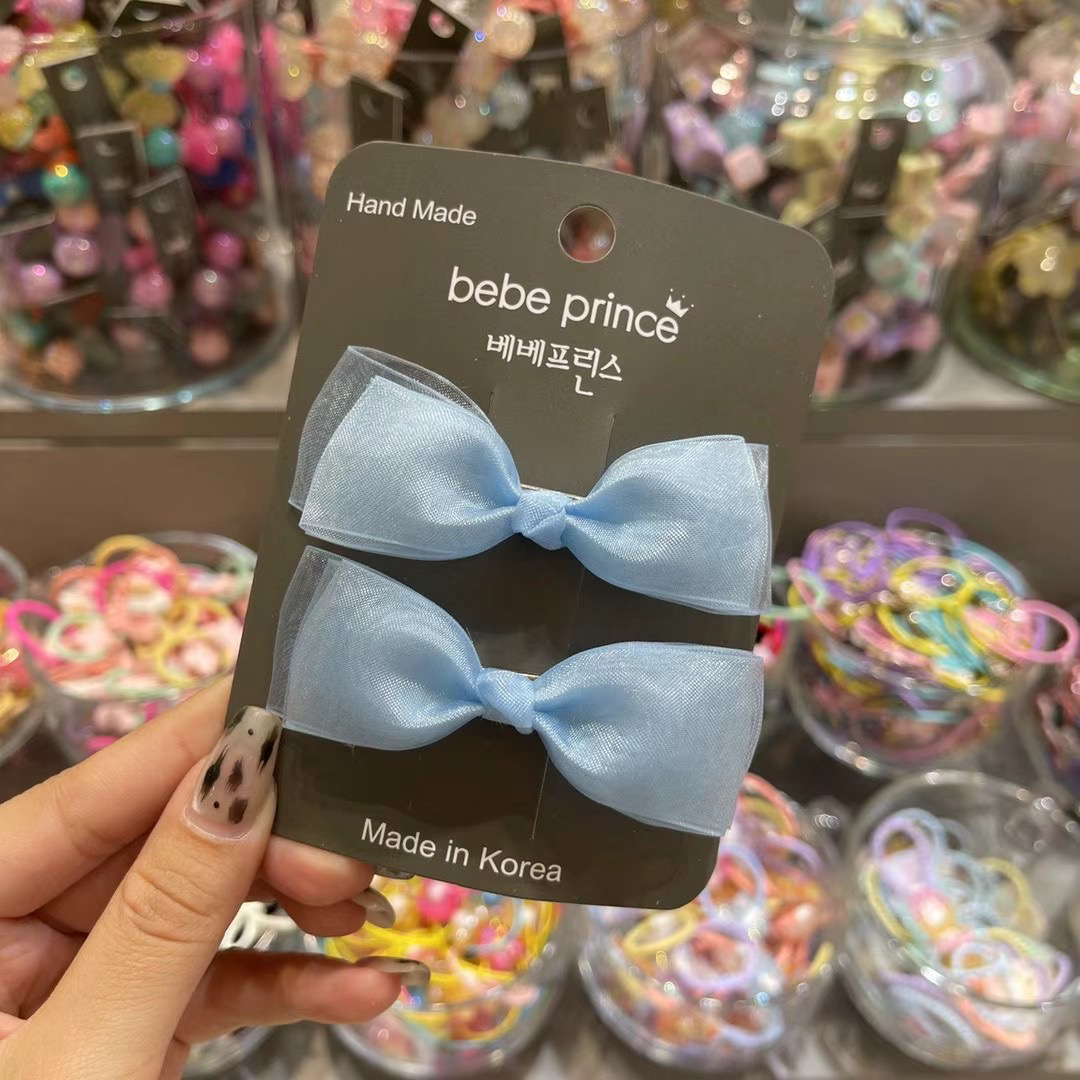 Hand Made
bebe prince
베베프린스
Made in Korea